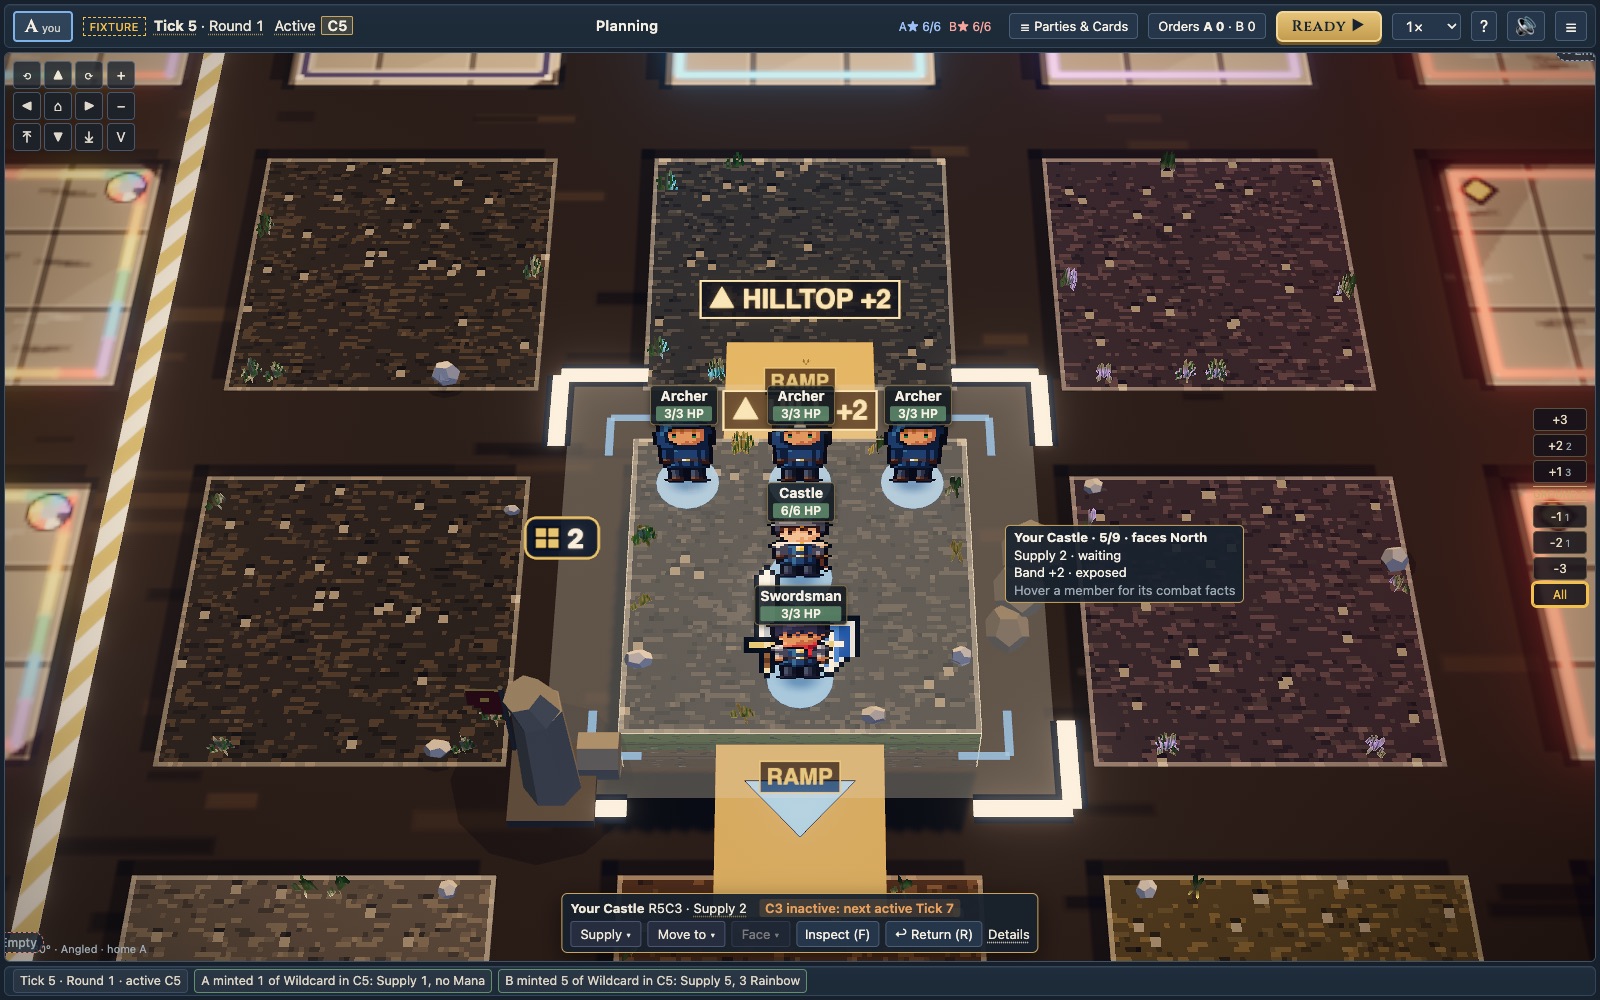 A you
FIXTURE Tick 5 · Round 1 Active C5
Planning
A★ 6/6 B★ 6/6
≡ Parties & Cards
Orders A 0 · B 0
READY ▶
1×
?
≡
V
HILLTOP +2
RAMP
+2
Archer
3/3 HP
Archer
3/3 HP
Archer
3/3 HP
Castle
6/6 HP
Swordsman
3/3 HP
2
Your Castle · 5/9 · faces North
Supply 2 · waiting
Band +2 · exposed
Hover a member for its combat facts
+3
+2 2
+1 3
-1 1
-2 1
-3
All
RAMP
Your Castle R5C3 · Supply 2 C3 inactive: next active Tick 7
Supply ▾ Move to ▾ Face ▾ Inspect (F) ↩ Return (R) Details
· Angled · home A
Tick 5 · Round 1 · active C5
A minted 1 of Wildcard in C5: Supply 1, no Mana
B minted 5 of Wildcard in C5: Supply 5, 3 Rainbow